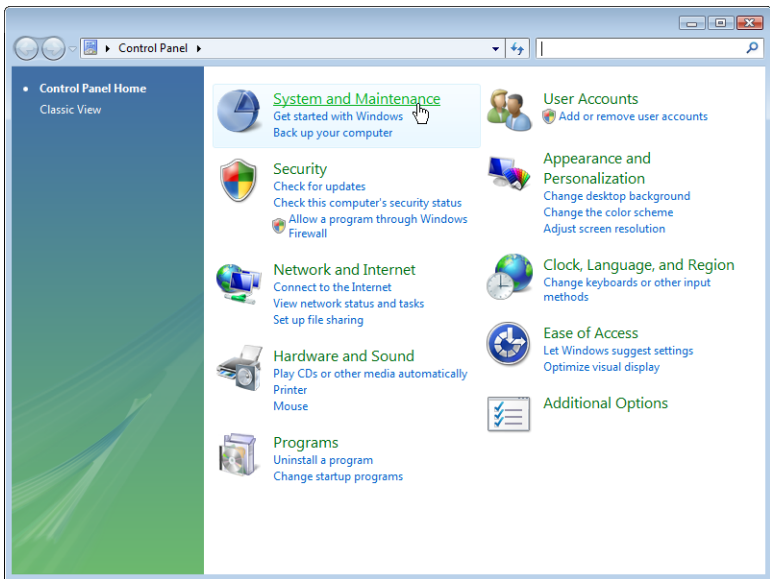 Control Panel
Control Panel Home
Classic View
System and Maintenance
Get started with Windows
Back up your computer
Security
Check for updates
Check this computer's security status
Allow a program through Windows
Firewall
Network and Internet
Connect to the Internet
View network status and tasks
Set up file sharing
Hardware and Sound
Play CDs or other media automatically
Printer
Mouse
Programs
Uninstall a program
Change startup programs
User Accounts
Add or remove user accounts
Appearance and
Personalization
Change desktop background
Change the color scheme
Adjust screen resolution
Clock, Language, and Region
Change keyboards or other input
methods
Ease of Access
Let Windows suggest settings
Optimize visual display
Additional Options